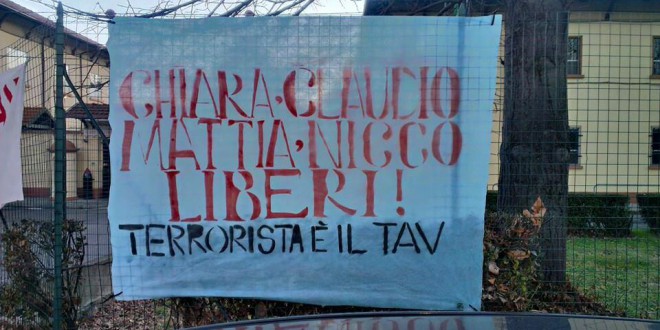 CHIARA, CLAUDIO
MATTIA, NICCO
LIBERI!
TERRORISTA È IL TAV